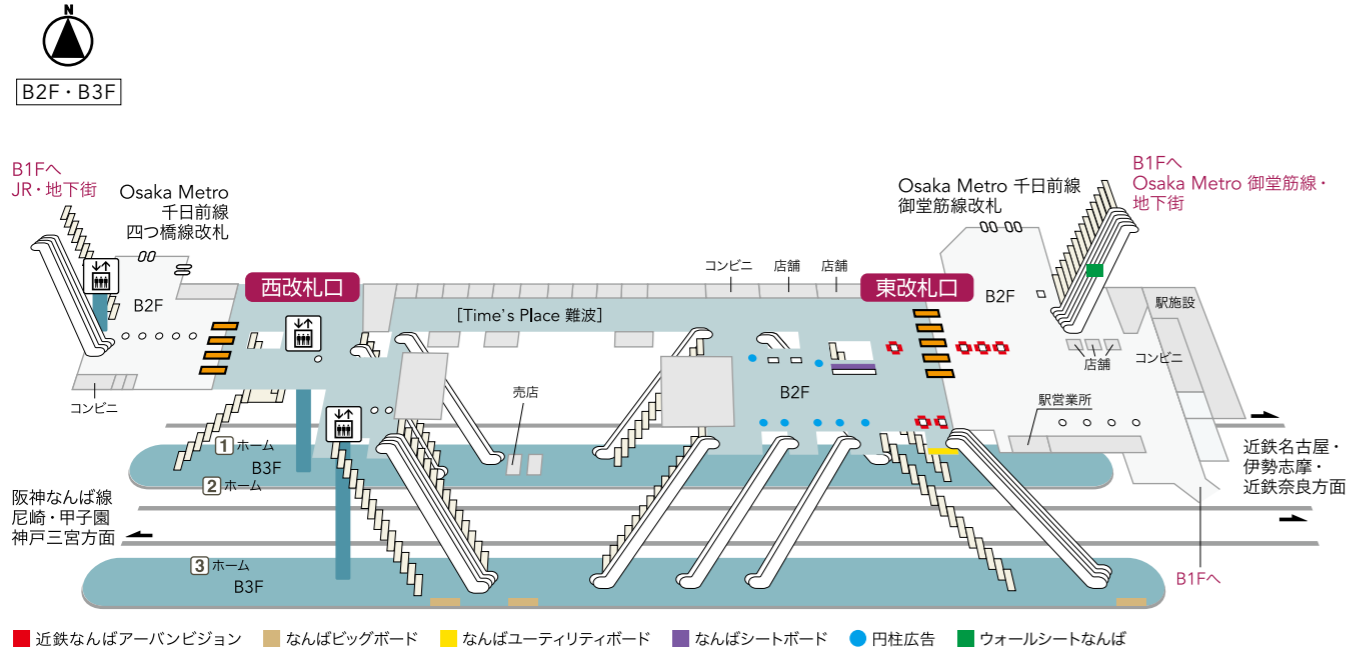 N
B2F・B3F
B1Fへ
JR・地下街
Osaka Metro
千日前線
四つ橋線改札
B2F
西改札口
コンビニ
[Time's Place 難波]
コンビニ
店舗
店舗
東改札口
Osaka Metro 千日前線
御堂筋線改札
B2F
B1Fへ
Osaka Metro 御堂筋線・
地下街
駅施設
コンビニ
店舗
駅営業所
B2F
売店
1 ホーム
B3F
2 ホーム
阪神なんば線
尼崎・甲子園
神戸三宮方面
3 ホーム
B3F
近鉄名古屋・
伊勢志摩・
近鉄奈良方面
B1Fへ
近鉄なんばアーバンビジョン
なんばビッグボード
なんばユーティリティボード
なんばシートボード
円柱広告
ウォールシートなんば